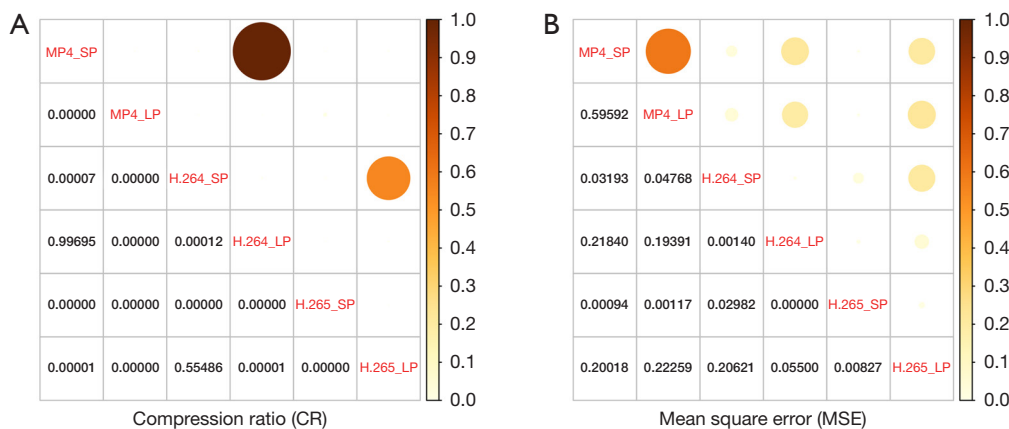 A
MP4_SP
0.00000 MP4_LP
0.00007 0.00000 H.264_SP
0.99695 0.00000 0.00012 H.264_LP
0.00000 0.00000 0.00000 0.00000 H.265_SP
0.00001 0.00000 0.55486 0.00001 0.00000 H.265_LP
1.0
0.9
0.8
0.7
0.6
0.5
0.4
0.3
0.2
0.1
0.0
Compression ratio (CR)
B
MP4_SP
0.59592 MP4_LP
0.03193 0.04768 H.264_SP
0.21840 0.19391 0.00140 H.264_LP
0.00094 0.00117 0.02982 0.00000 H.265_SP
0.20018 0.22259 0.20621 0.05500 0.00827 H.265_LP
1.0
0.9
0.8
0.7
0.6
0.5
0.4
0.3
0.2
0.1
0.0
Mean square error (MSE)